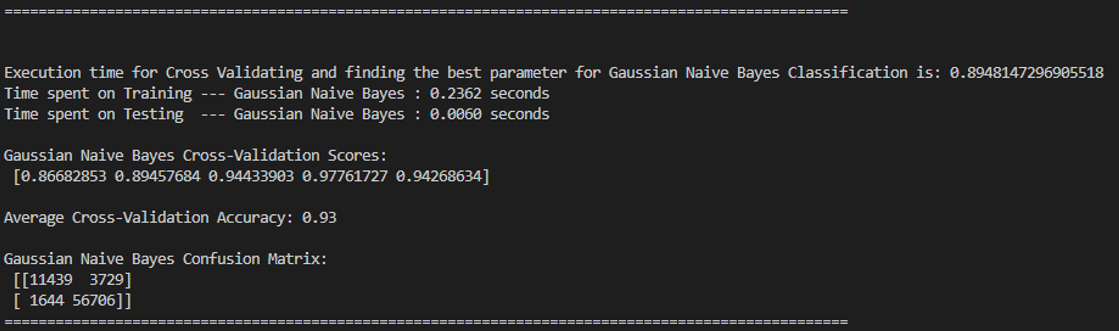 ====================================================================================================
Execution time for Cross Validating and finding the best parameter for Gaussian Naive Bayes Classification is: 0.8948147296905518
Time spent on Training --- Gaussian Naive Bayes : 0.2362 seconds
Time spent on Testing  --- Gaussian Naive Bayes : 0.0060 seconds
Gaussian Naive Bayes Cross-Validation Scores:
 [0.86682853 0.89457684 0.94433903 0.97761727 0.94268634]
Average Cross-Validation Accuracy: 0.93
Gaussian Naive Bayes Confusion Matrix:
 [[11439  3729]
 [ 1644 56706]]
====================================================================================================